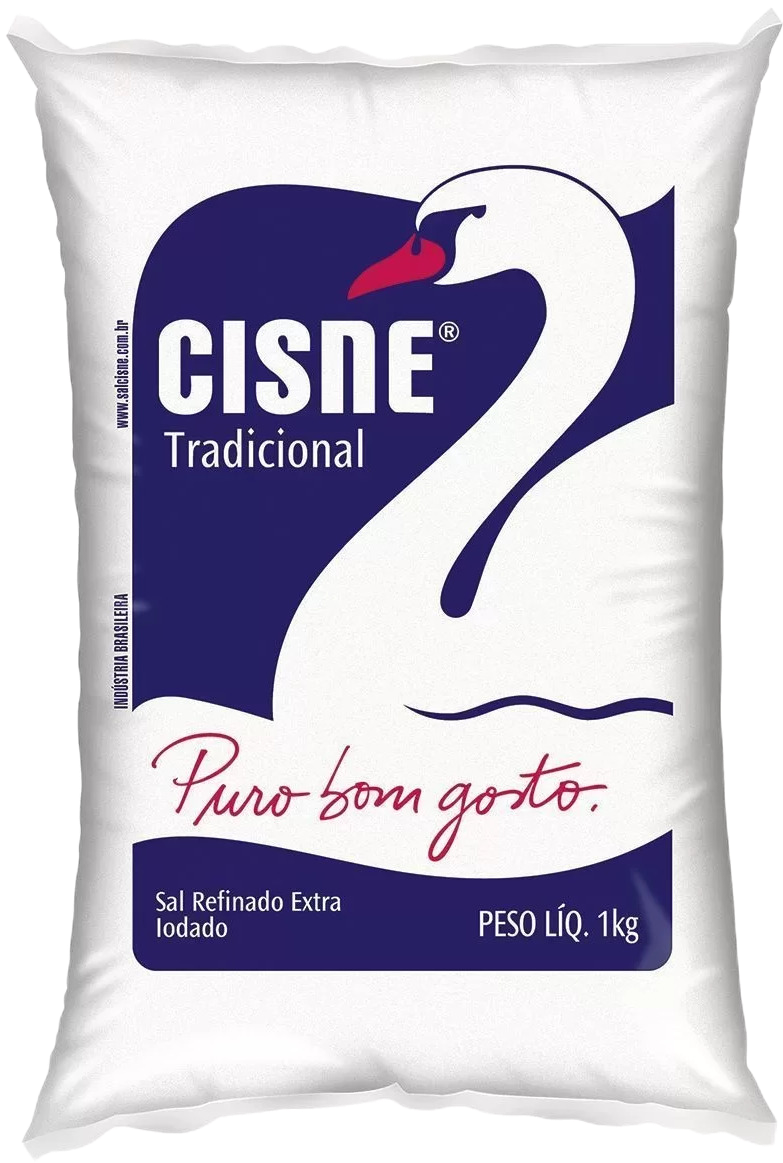 CISNE®
Tradicional
www.salcisne.com.br
INDÚSTRIA BRASILEIRA
Puro bom gosto.
Sal Refinado Extra
Iodado
PESO LÍQ. 1kg